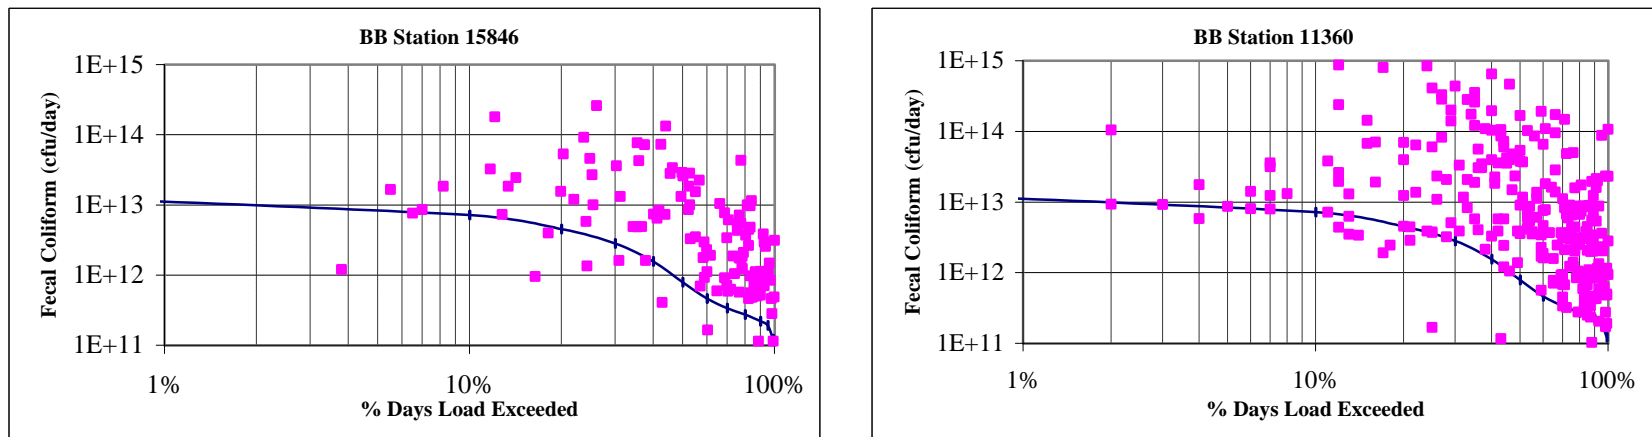 BB Station 15846
1E+15
1E+14
1E+13
1E+12
1E+11
Fecal Coliform (cfu/day)
1%
10%
100%
% Days Load Exceeded
BB Station 11360
1E+15
1E+14
1E+13
1E+12
1E+11
Fecal Coliform (cfu/day)
1%
10%
100%
% Days Load Exceeded